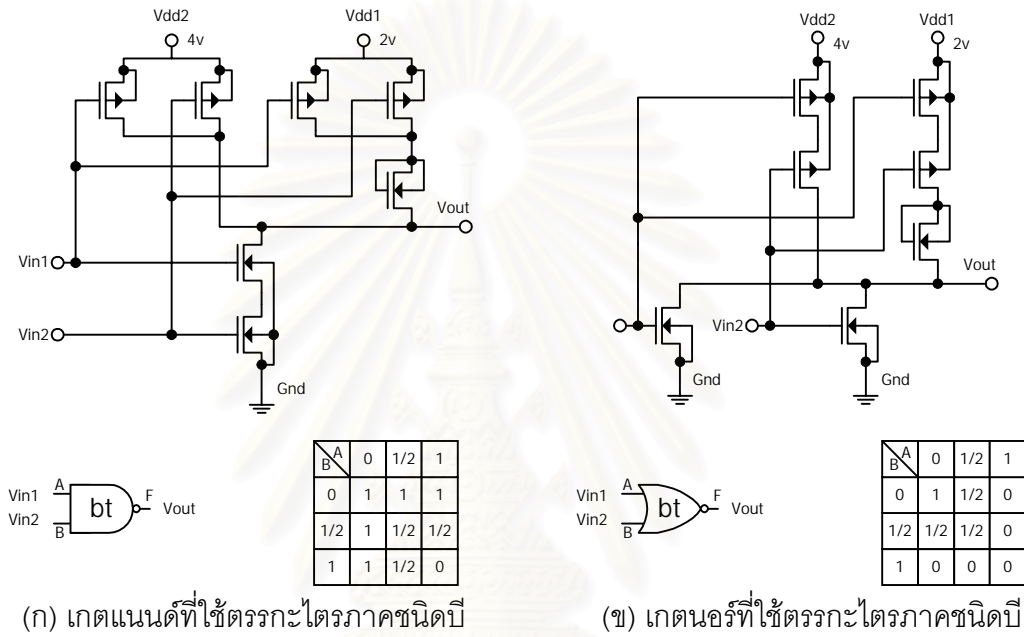 Vdd2
4v
Vdd1
2v
Vout
Vin1
Vin2
Gnd
Vdd2
4v
Vdd1
2v
Vout
Vin2
Gnd
Gnd
A
B
0 1/2 1
0 1 1 1
1/2 1 1/2 1/2
1 1 1/2 0
Vin1 A
Vin2 B
bt
F
Vout
A
B
0 1/2 1
0 1 1/2 0
1/2 1/2 1/2 0
1 0 0 0
Vin1 A
Vin2 B
bt
F
Vout
(ก) เกตแนนด์ที่ใช้ตรรกะไตรภาคชนิดบี
(ข) เกตนอร์ที่ใช้ตรรกะไตรภาคชนิดบี